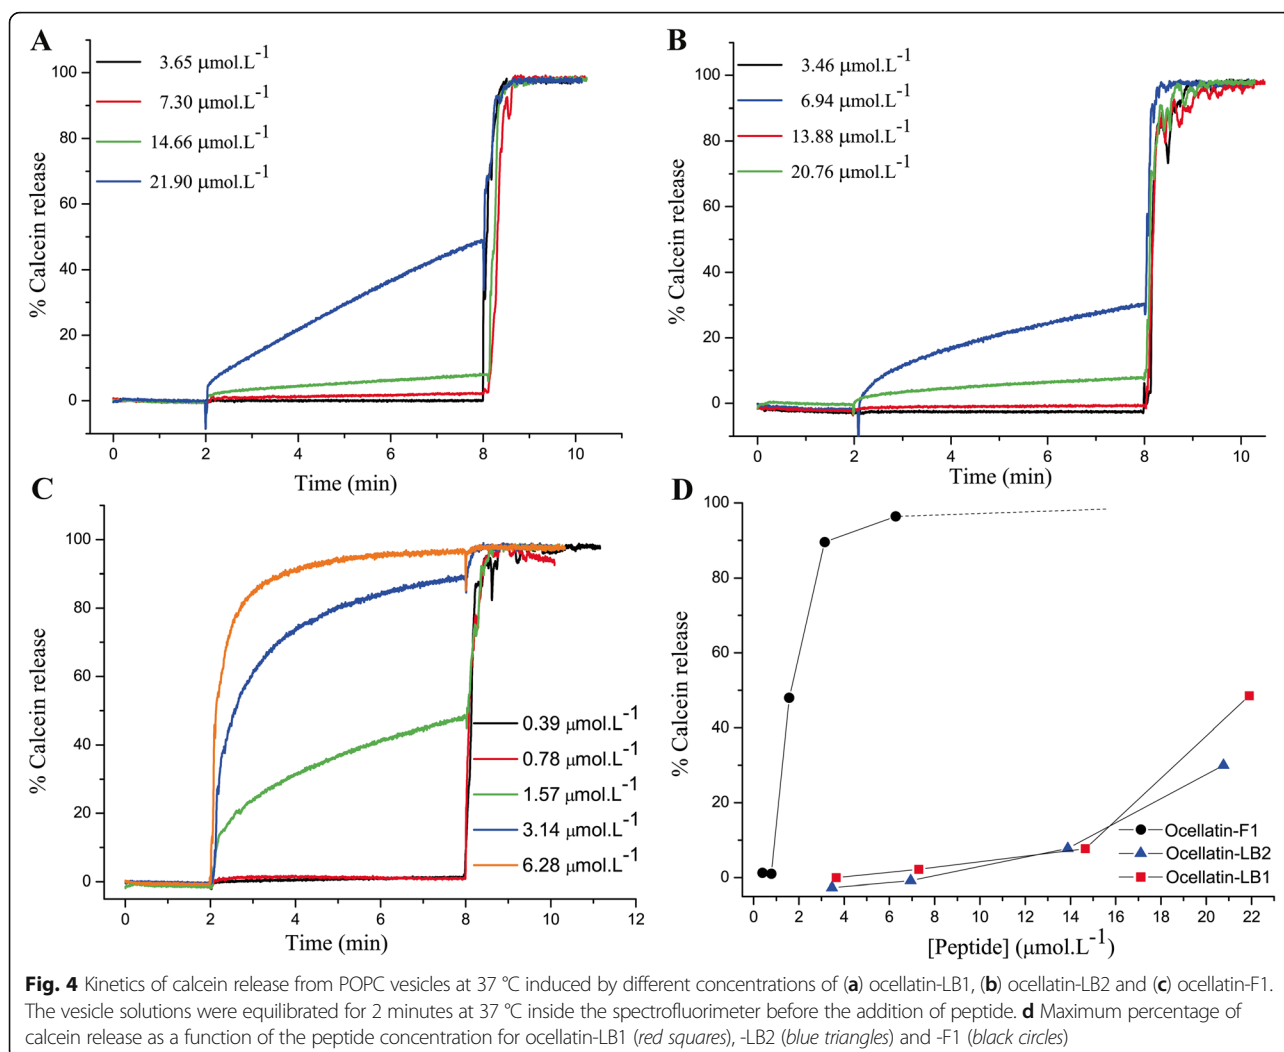 A
3.65 μmol.L-1
7.30 μmol.L-1
14.66 μmol.L-1
21.90 μmol.L-1
% Calcein release
100
80
60
40
20
0
0 2 4 6 8 10
Time (min)
B
3.46 μmol.L-1
6.94 μmol.L-1
13.88 μmol.L-1
20.76 μmol.L-1
% Calcein release
100
80
60
40
20
0
0 2 4 6 8 10
Time (min)
C
0.39 μmol.L-1
0.78 μmol.L-1
1.57 μmol.L-1
3.14 μmol.L-1
6.28 μmol.L-1
% Calcein release
100
80
60
40
20
0
0 2 4 6 8 10 12
Time (min)
D
% Calcein release
100
80
60
40
20
0
Ocellatin-F1
Ocellatin-LB2
Ocellatin-LB1
0 2 4 6 8 10 12 14 16 18 20 22
[Peptide] (μmol.L-1)
Fig. 4 Kinetics of calcein release from POPC vesicles at 37 °C induced by different concentrations of (a) ocellatin-LB1, (b) ocellatin-LB2 and (c) ocellatin-F1.
The vesicle solutions were equilibrated for 2 minutes at 37 °C inside the spectrofluorimeter before the addition of peptide. d Maximum percentage of
calcein release as a function of the peptide concentration for ocellatin-LB1 (red squares), -LB2 (blue triangles) and -F1 (black circles)